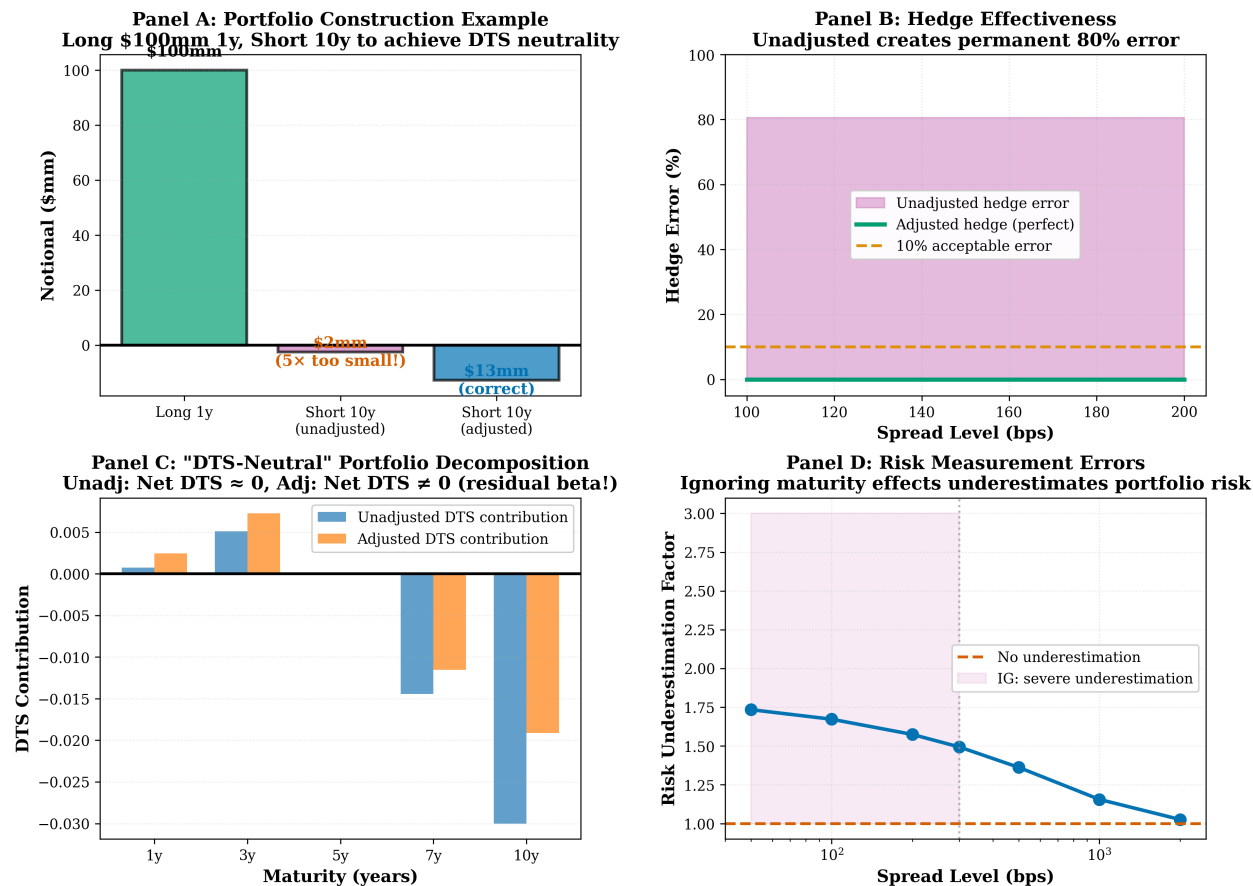 Panel A: Portfolio Construction Example
Long $100mm 1y, Short 10y to achieve DTS neutrality
$100mm
Notional ($mm)
100
80
60
40
20
0
$2mm
(5× too small!)
$13mm
(correct)
Long 1y
Short 10y
(unadjusted)
Short 10y
(adjusted)
Panel B: Hedge Effectiveness
Unadjusted creates permanent 80% error
Hedge Error (%)
100
80
60
40
20
0
Unadjusted hedge error
Adjusted hedge (perfect)
10% acceptable error
100
120
140
160
180
200
Spread Level (bps)
Panel C: "DTS-Neutral" Portfolio Decomposition
Unadj: Net DTS ≈ 0, Adj: Net DTS ≠ 0 (residual beta!)
DTS Contribution
0.005
0.000
−0.005
−0.010
−0.015
−0.020
−0.025
−0.030
Unadjusted DTS contribution
Adjusted DTS contribution
1y
3y
5y
7y
10y
Maturity (years)
Panel D: Risk Measurement Errors
Ignoring maturity effects underestimates portfolio risk
Risk Underestimation Factor
3.00
2.75
2.50
2.25
2.00
1.75
1.50
1.25
1.00
No underestimation
IG: severe underestimation
10²
10³
Spread Level (bps)